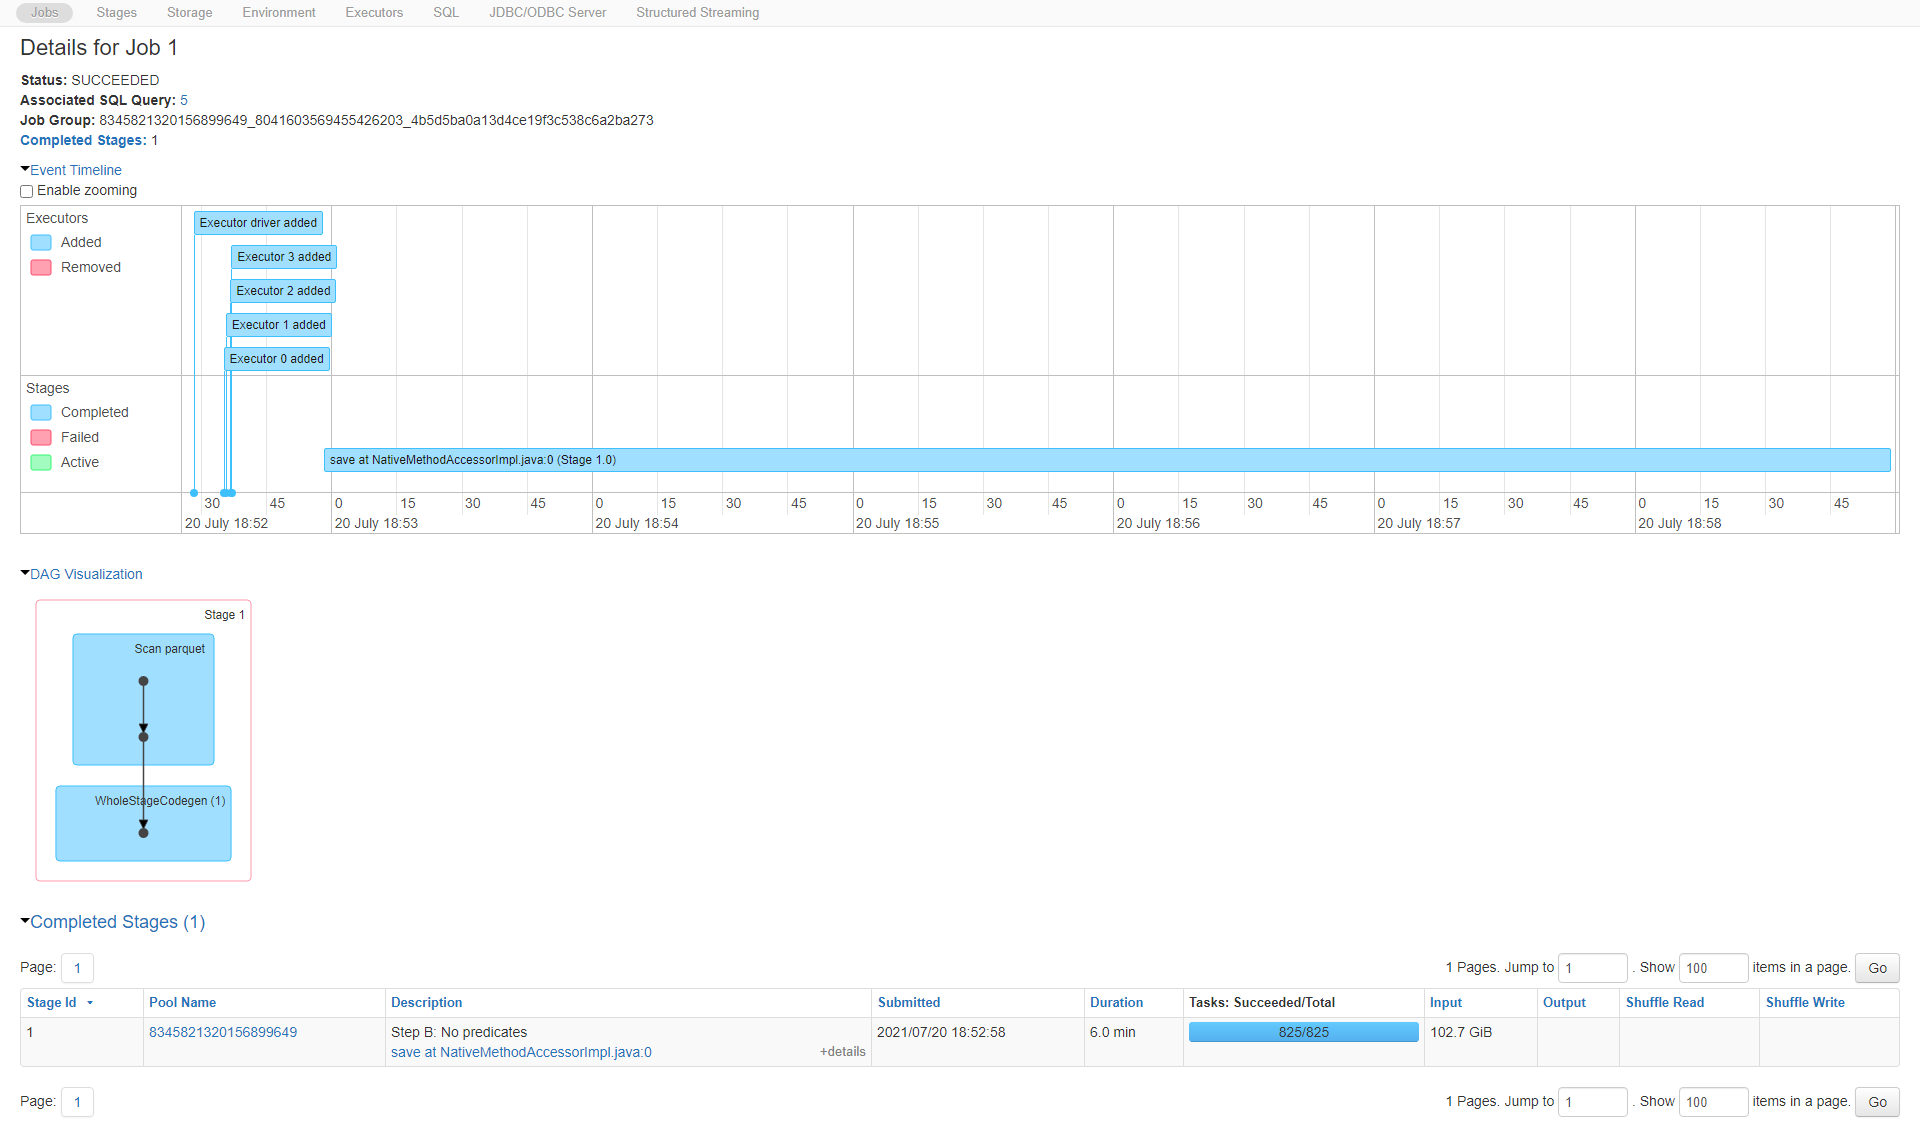 Jobs Stages Storage Environment Executors SQL JDBC/ODBC Server Structured Streaming
Details for Job 1
Status: SUCCEEDED
Associated SQL Query: 5
Job Group: 8345821320156899649_8041603569455426203_4b5d5ba0a13d4ce19f3c538c6a2ba273
Completed Stages: 1
Event Timeline
Enable zooming
Executors
Added
Removed
Executor driver added
Executor 3 added
Executor 2 added
Executor 1 added
Executor 0 added
Stages
Completed
Failed
Active
save at NativeMethodAccessorImpl.java:0 (Stage 1.0)
30 45 0 15 30 45 0 15 30 45 0 15 30 45 0 15 30 45 0 15 30 45 0 15 30 45
20 July 18:52 20 July 18:53 20 July 18:54 20 July 18:55 20 July 18:56 20 July 18:57 20 July 18:58
DAG Visualization
Stage 1
Scan parquet
WholeStageCodegen (1)
Completed Stages (1)
Page: 1 1 Pages. Jump to 1 . Show 100 items in a page. Go
Stage Id Pool Name Description Submitted Duration Tasks: Succeeded/Total Input Output Shuffle Read Shuffle Write
1 8345821320156899649 Step B: No predicates 2021/07/20 18:52:58 6.0 min 825/825 102.7 GiB
save at NativeMethodAccessorImpl.java:0 +details
Page: 1 1 Pages. Jump to 1 . Show 100 items in a page. Go